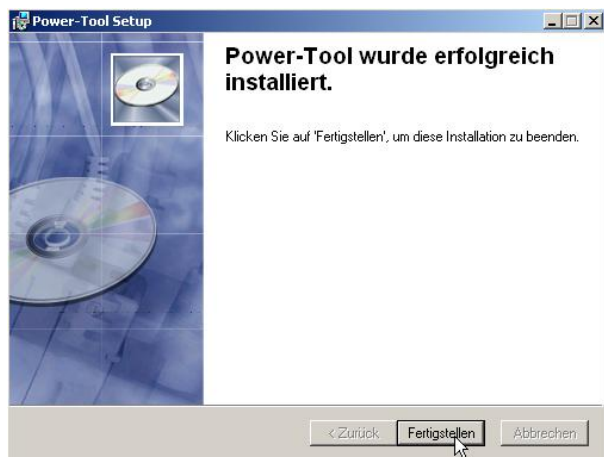 Power-Tool Setup
Power-Tool wurde erfolgreich
installiert.
Klicken Sie auf 'Fertigstellen', um diese Installation zu beenden.
< Zurück Fertigstellen Abbrechen